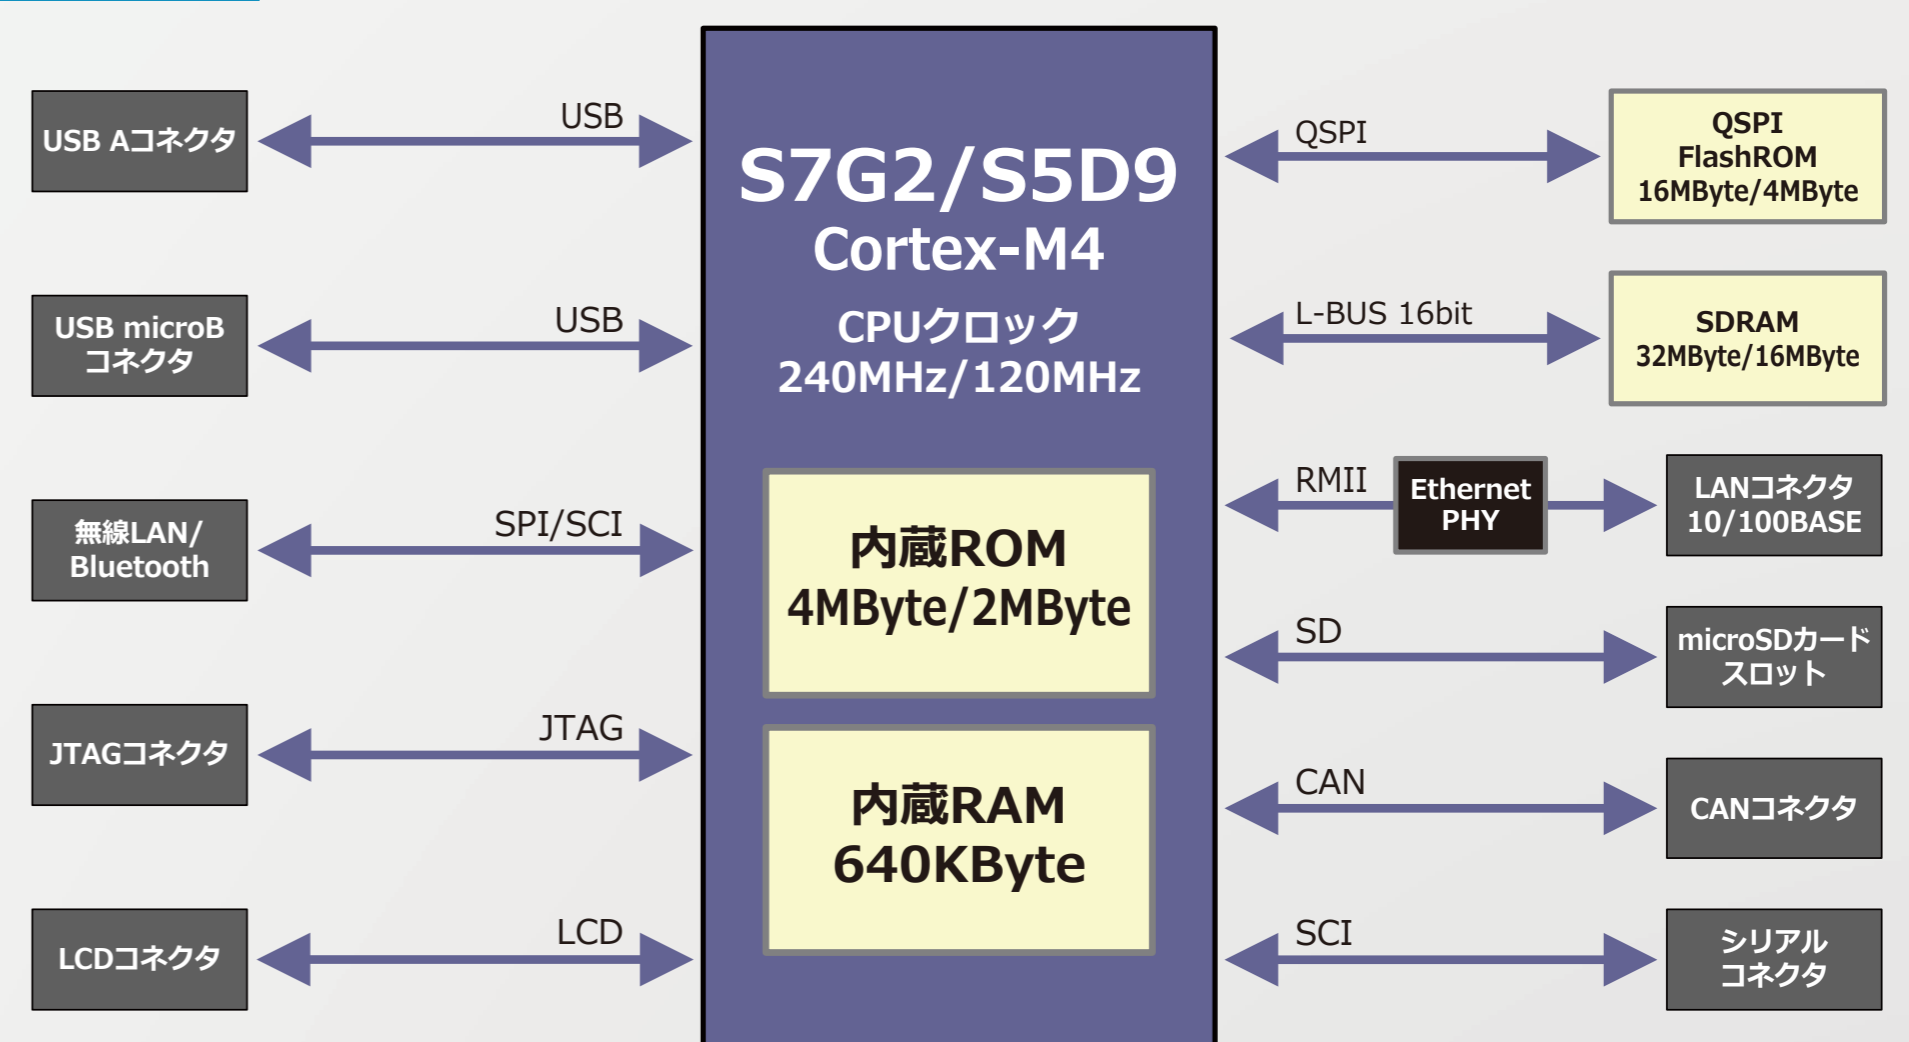 USB Aコネクタ
USB
USB microB
コネクタ
USB
無線LAN/
Bluetooth
SPI/SCI
JTAGコネクタ
JTAG
LCDコネクタ
LCD
S7G2/S5D9
Cortex-M4
CPUクロック
240MHz/120MHz
内蔵ROM
4MByte/2MByte
内蔵RAM
640KByte
QSPI
QSPI
FlashROM
16MByte/4MByte
L-BUS 16bit
SDRAM
32MByte/16MByte
RMII
Ethernet
PHY
LANコネクタ
10/100BASE
SD
microSDカード
スロット
CAN
CANコネクタ
SCI
シリアル
コネクタ